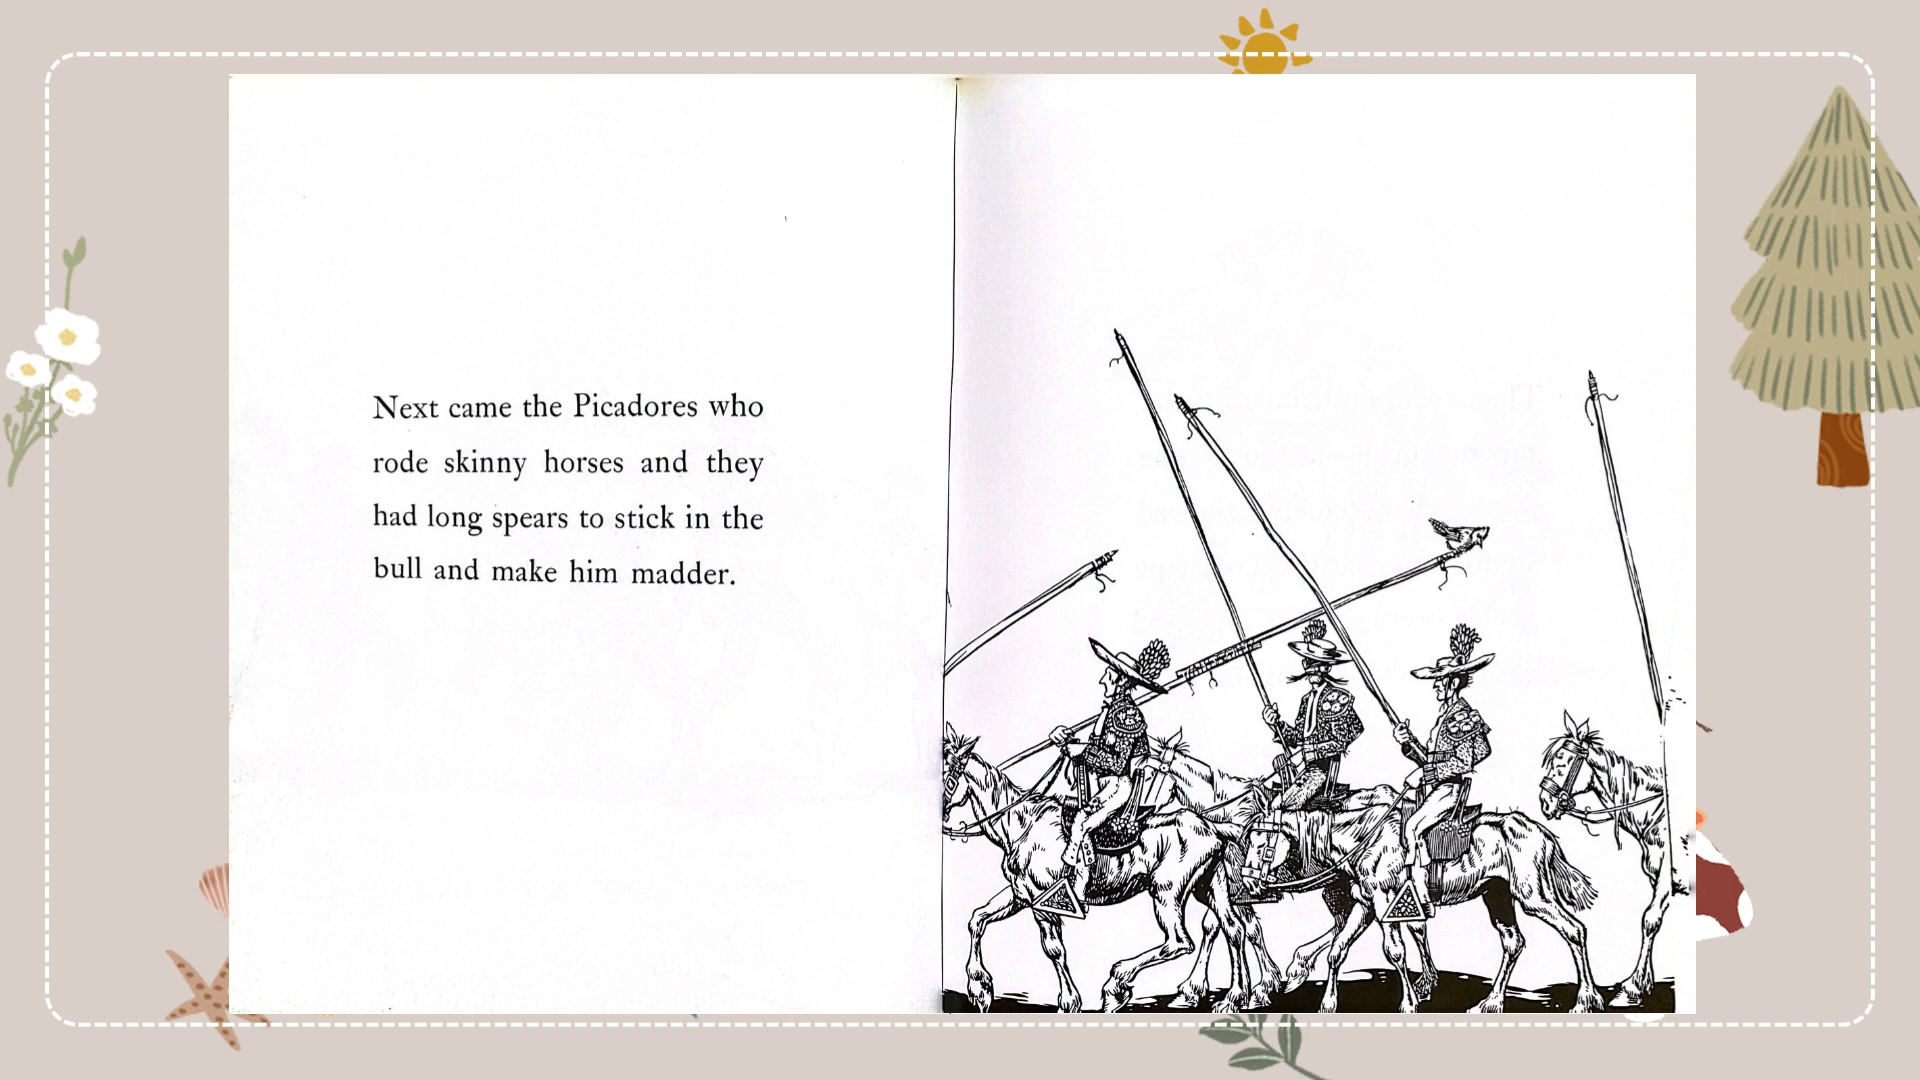 Next came the Picadores who
rode skinny horses and they
had long spears to stick in the
bull and make him madder.